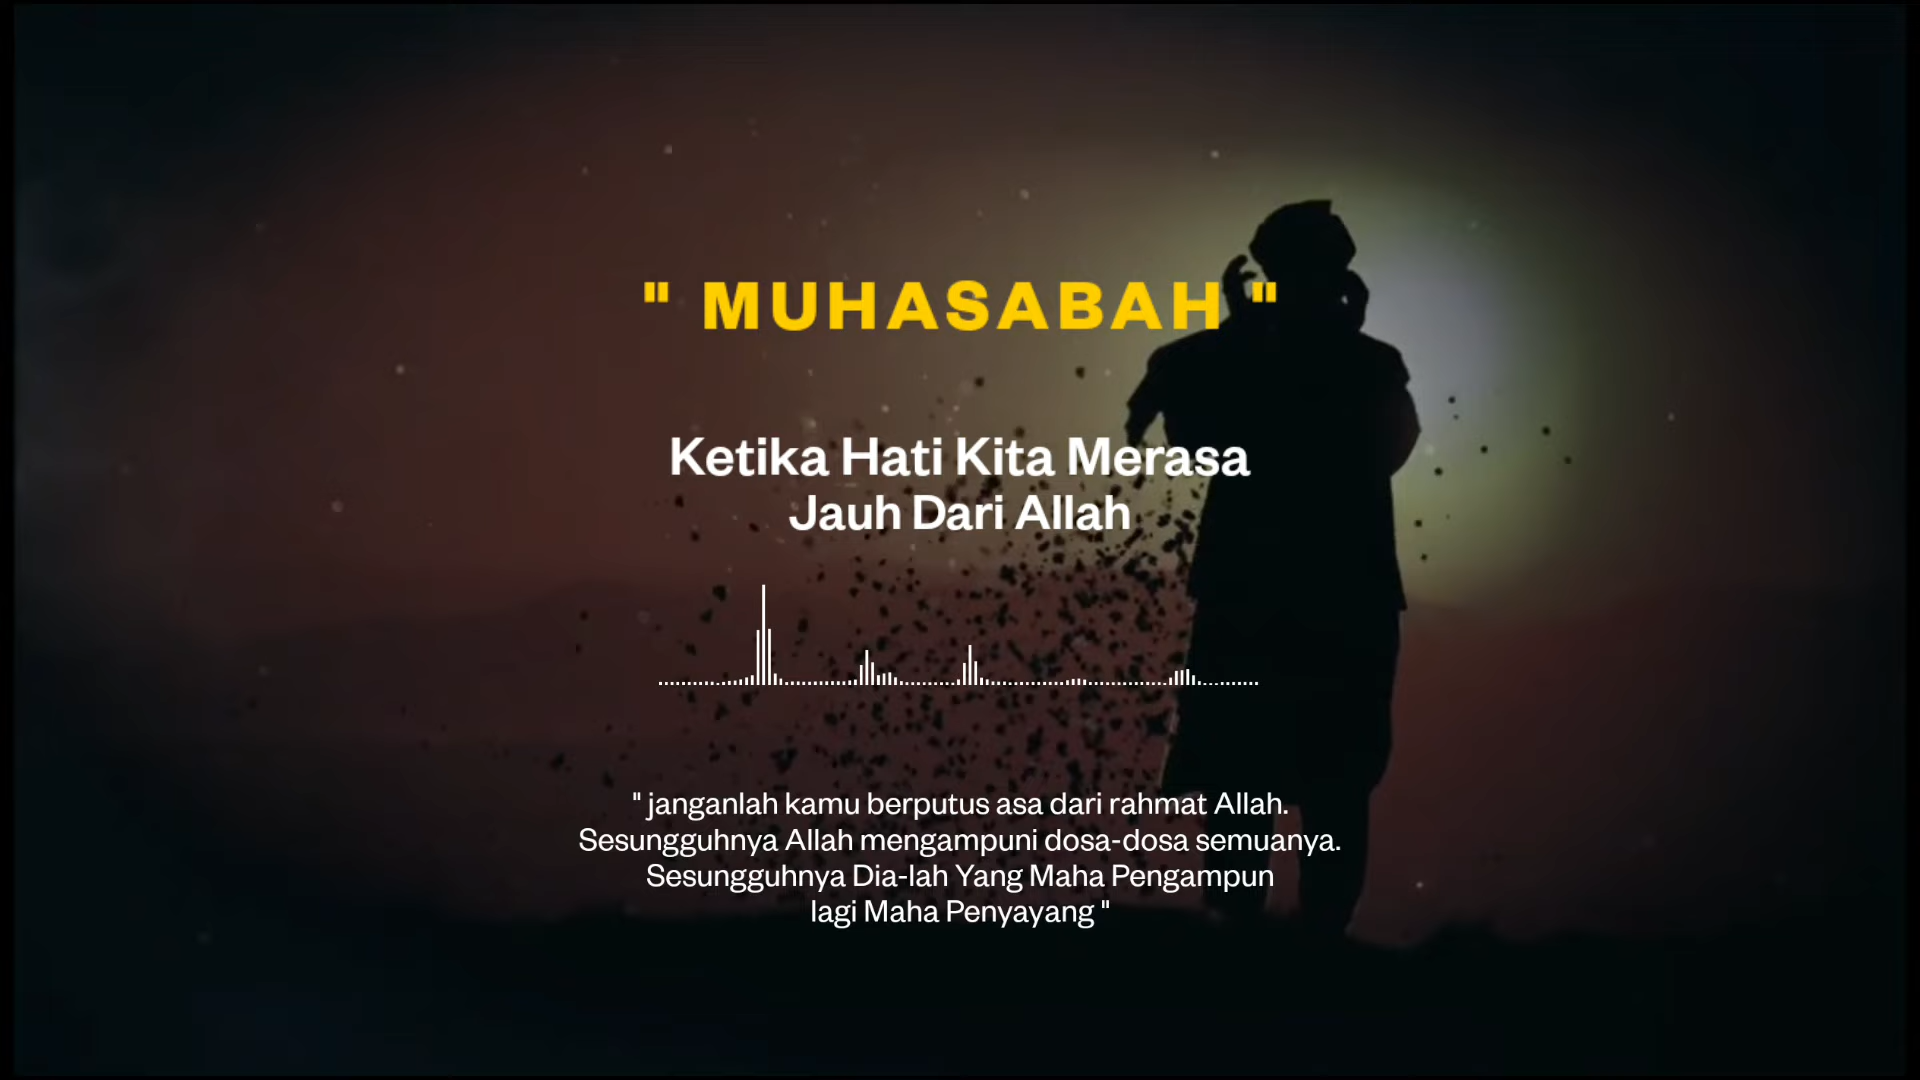 " MUHASABAH "
Ketika Hati Kita Merasa
Jauh Dari Allah
" janganlah kamu berputus asa dari rahmat Allah.
Sesungguhnya Allah mengampuni dosa-dosa semuanya.
Sesungguhnya Dia-lah Yang Maha Pengampun
lagi Maha Penyayang "